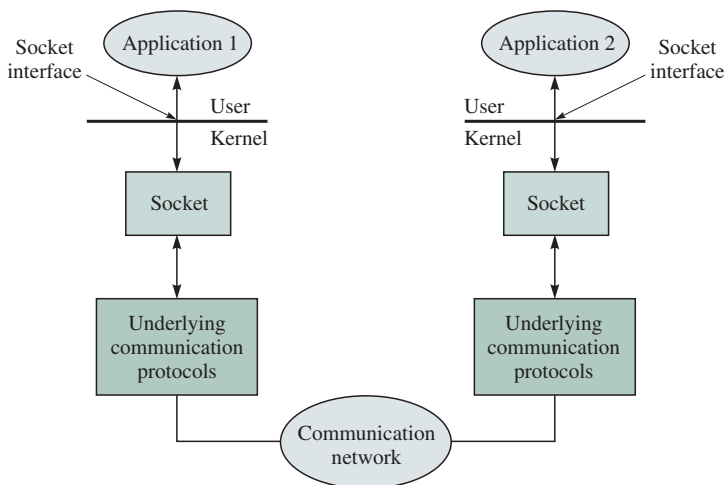 Application 1
Socket
interface
User
Kernel
Socket
Underlying
communication
protocols
Application 2
Socket
interface
User
Kernel
Socket
Underlying
communication
protocols
Communication
network